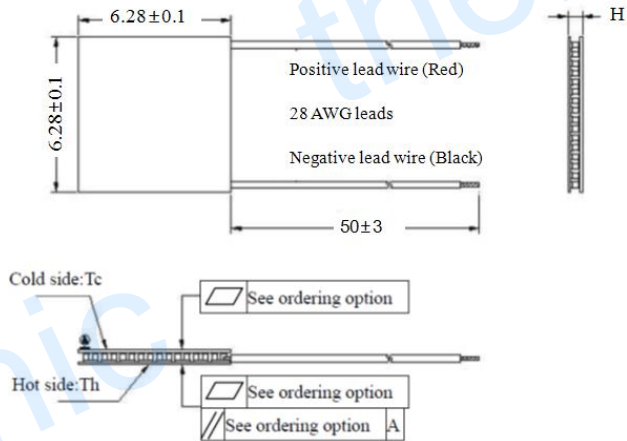 6.28±0.1
H
6.28±0.1
Positive lead wire (Red)
28 AWG leads
Negative lead wire (Black)
50±3
Cold side:Tc
See ordering option
Hot side:Th
See ordering option
See ordering option A